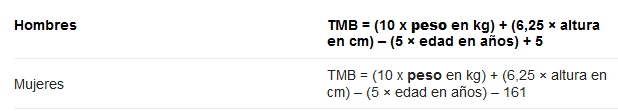 Hombres
TMB = (10 x peso en kg) + (6,25 × altura
en cm) – (5 × edad en años) + 5
Mujeres
TMB = (10 x peso en kg) + (6,25 × altura en
cm) – (5 × edad en años) – 161